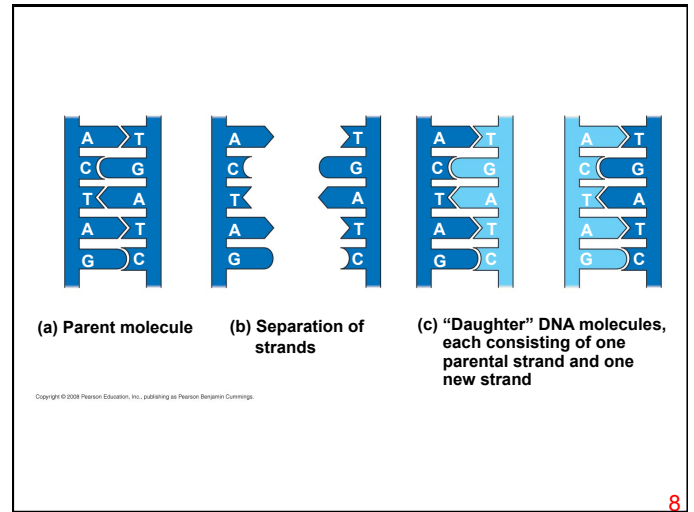 A T A T A T A T
C G C G C G C G
T A T A T A T A
A T A T A T A T
G C G C G C G C
(a) Parent molecule
(b) Separation of
strands
(c) “Daughter” DNA molecules,
each consisting of one
parental strand and one
new strand
Copyright © 2008 Pearson Education, Inc., publishing as Pearson Benjamin Cummings.
8